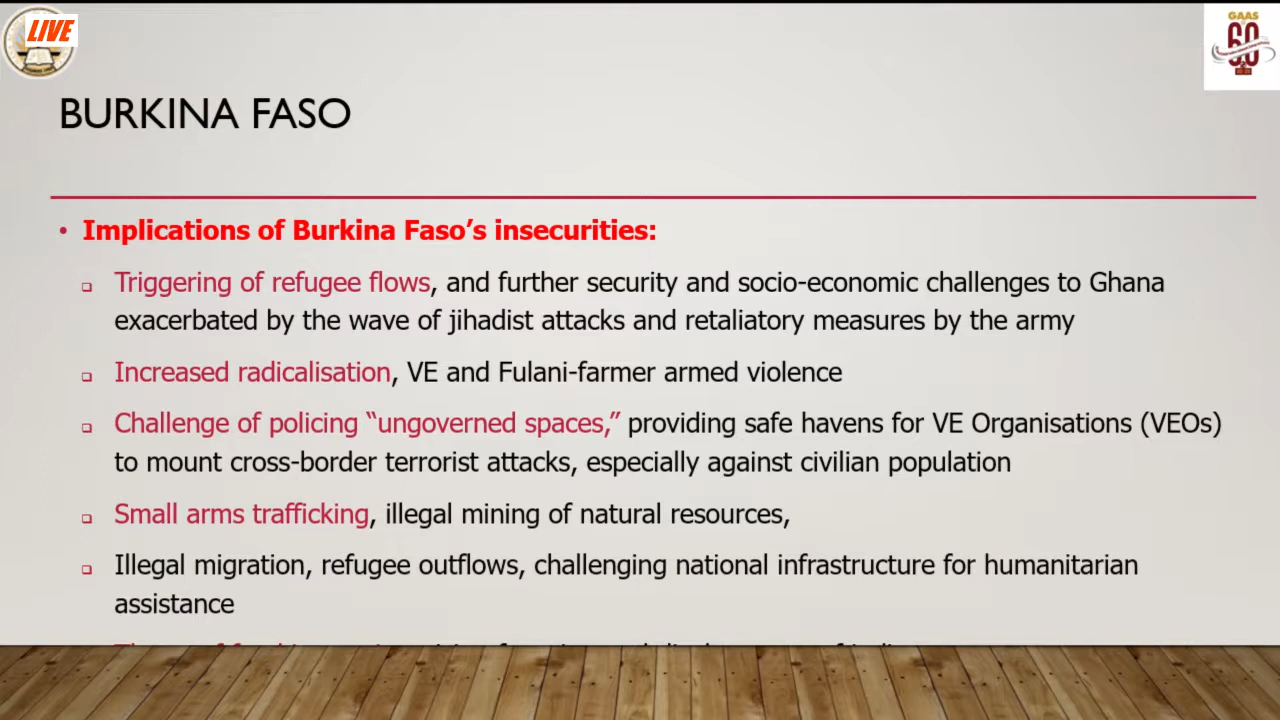 LIVE
GAAS
60
BURKINA FASO
• Implications of Burkina Faso’s insecurities:
Triggering of refugee flows, and further security and socio-economic challenges to Ghana
exacerbated by the wave of jihadist attacks and retaliatory measures by the army
Increased radicalisation, VE and Fulani-farmer armed violence
Challenge of policing “ungoverned spaces,” providing safe havens for VE Organisations (VEOs)
to mount cross-border terrorist attacks, especially against civilian population
Small arms trafficking, illegal mining of natural resources,
Illegal migration, refugee outflows, challenging national infrastructure for humanitarian
assistance